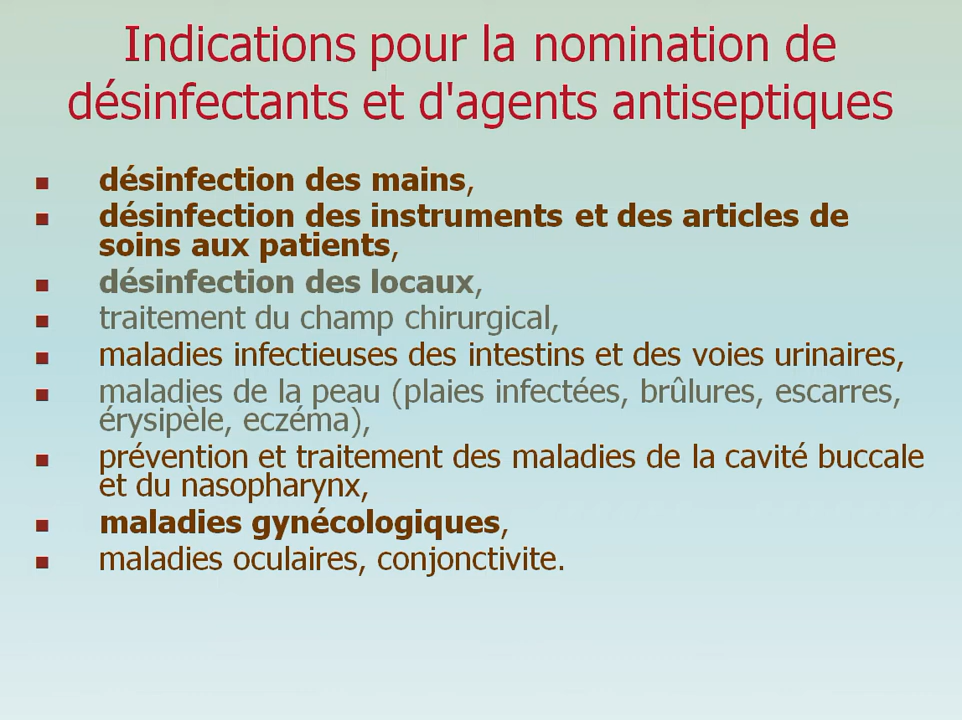 Indications pour la nomination de
désinfectants et d'agents antiseptiques
désinfection des mains,
désinfection des instruments et des articles de
soins aux patients,
désinfection des locaux,
traitement du champ chirurgical,
maladies infectieuses des intestins et des voies urinaires,
maladies de la peau (plaies infectées, brûlures, escarres,
érysipèle, eczéma),
prévention et traitement des maladies de la cavité buccale
et du nasopharynx,
maladies gynécologiques,
maladies oculaires, conjonctivite.